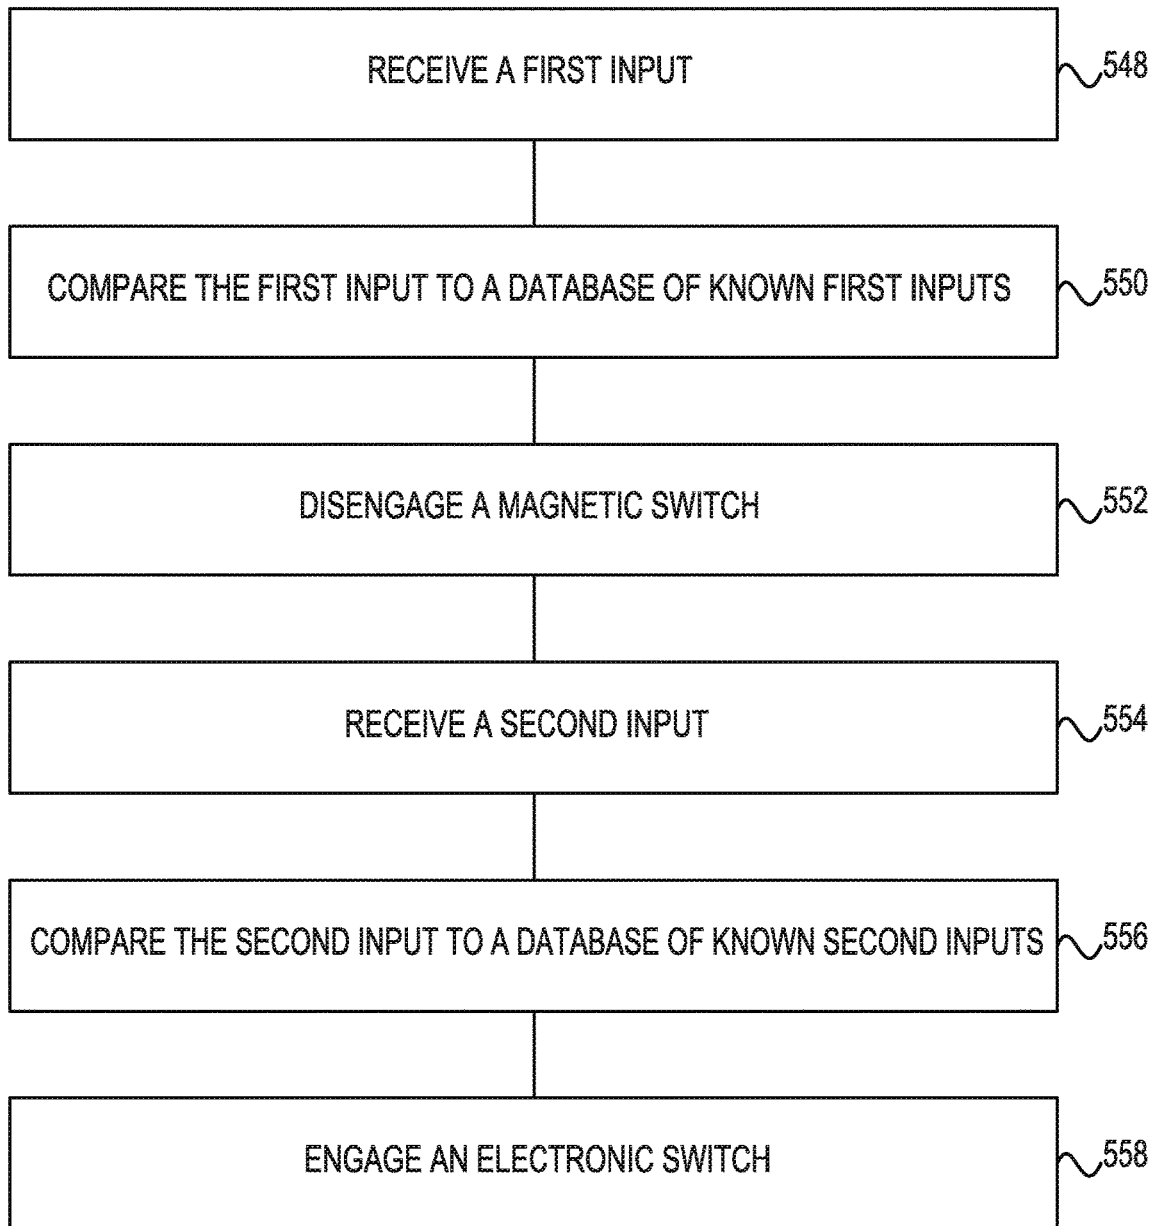 RECEIVE A FIRST INPUT
548
COMPARE THE FIRST INPUT TO A DATABASE OF KNOWN FIRST INPUTS
550
DISENGAGE A MAGNETIC SWITCH
552
RECEIVE A SECOND INPUT
554
COMPARE THE SECOND INPUT TO A DATABASE OF KNOWN SECOND INPUTS
556
ENGAGE AN ELECTRONIC SWITCH
558